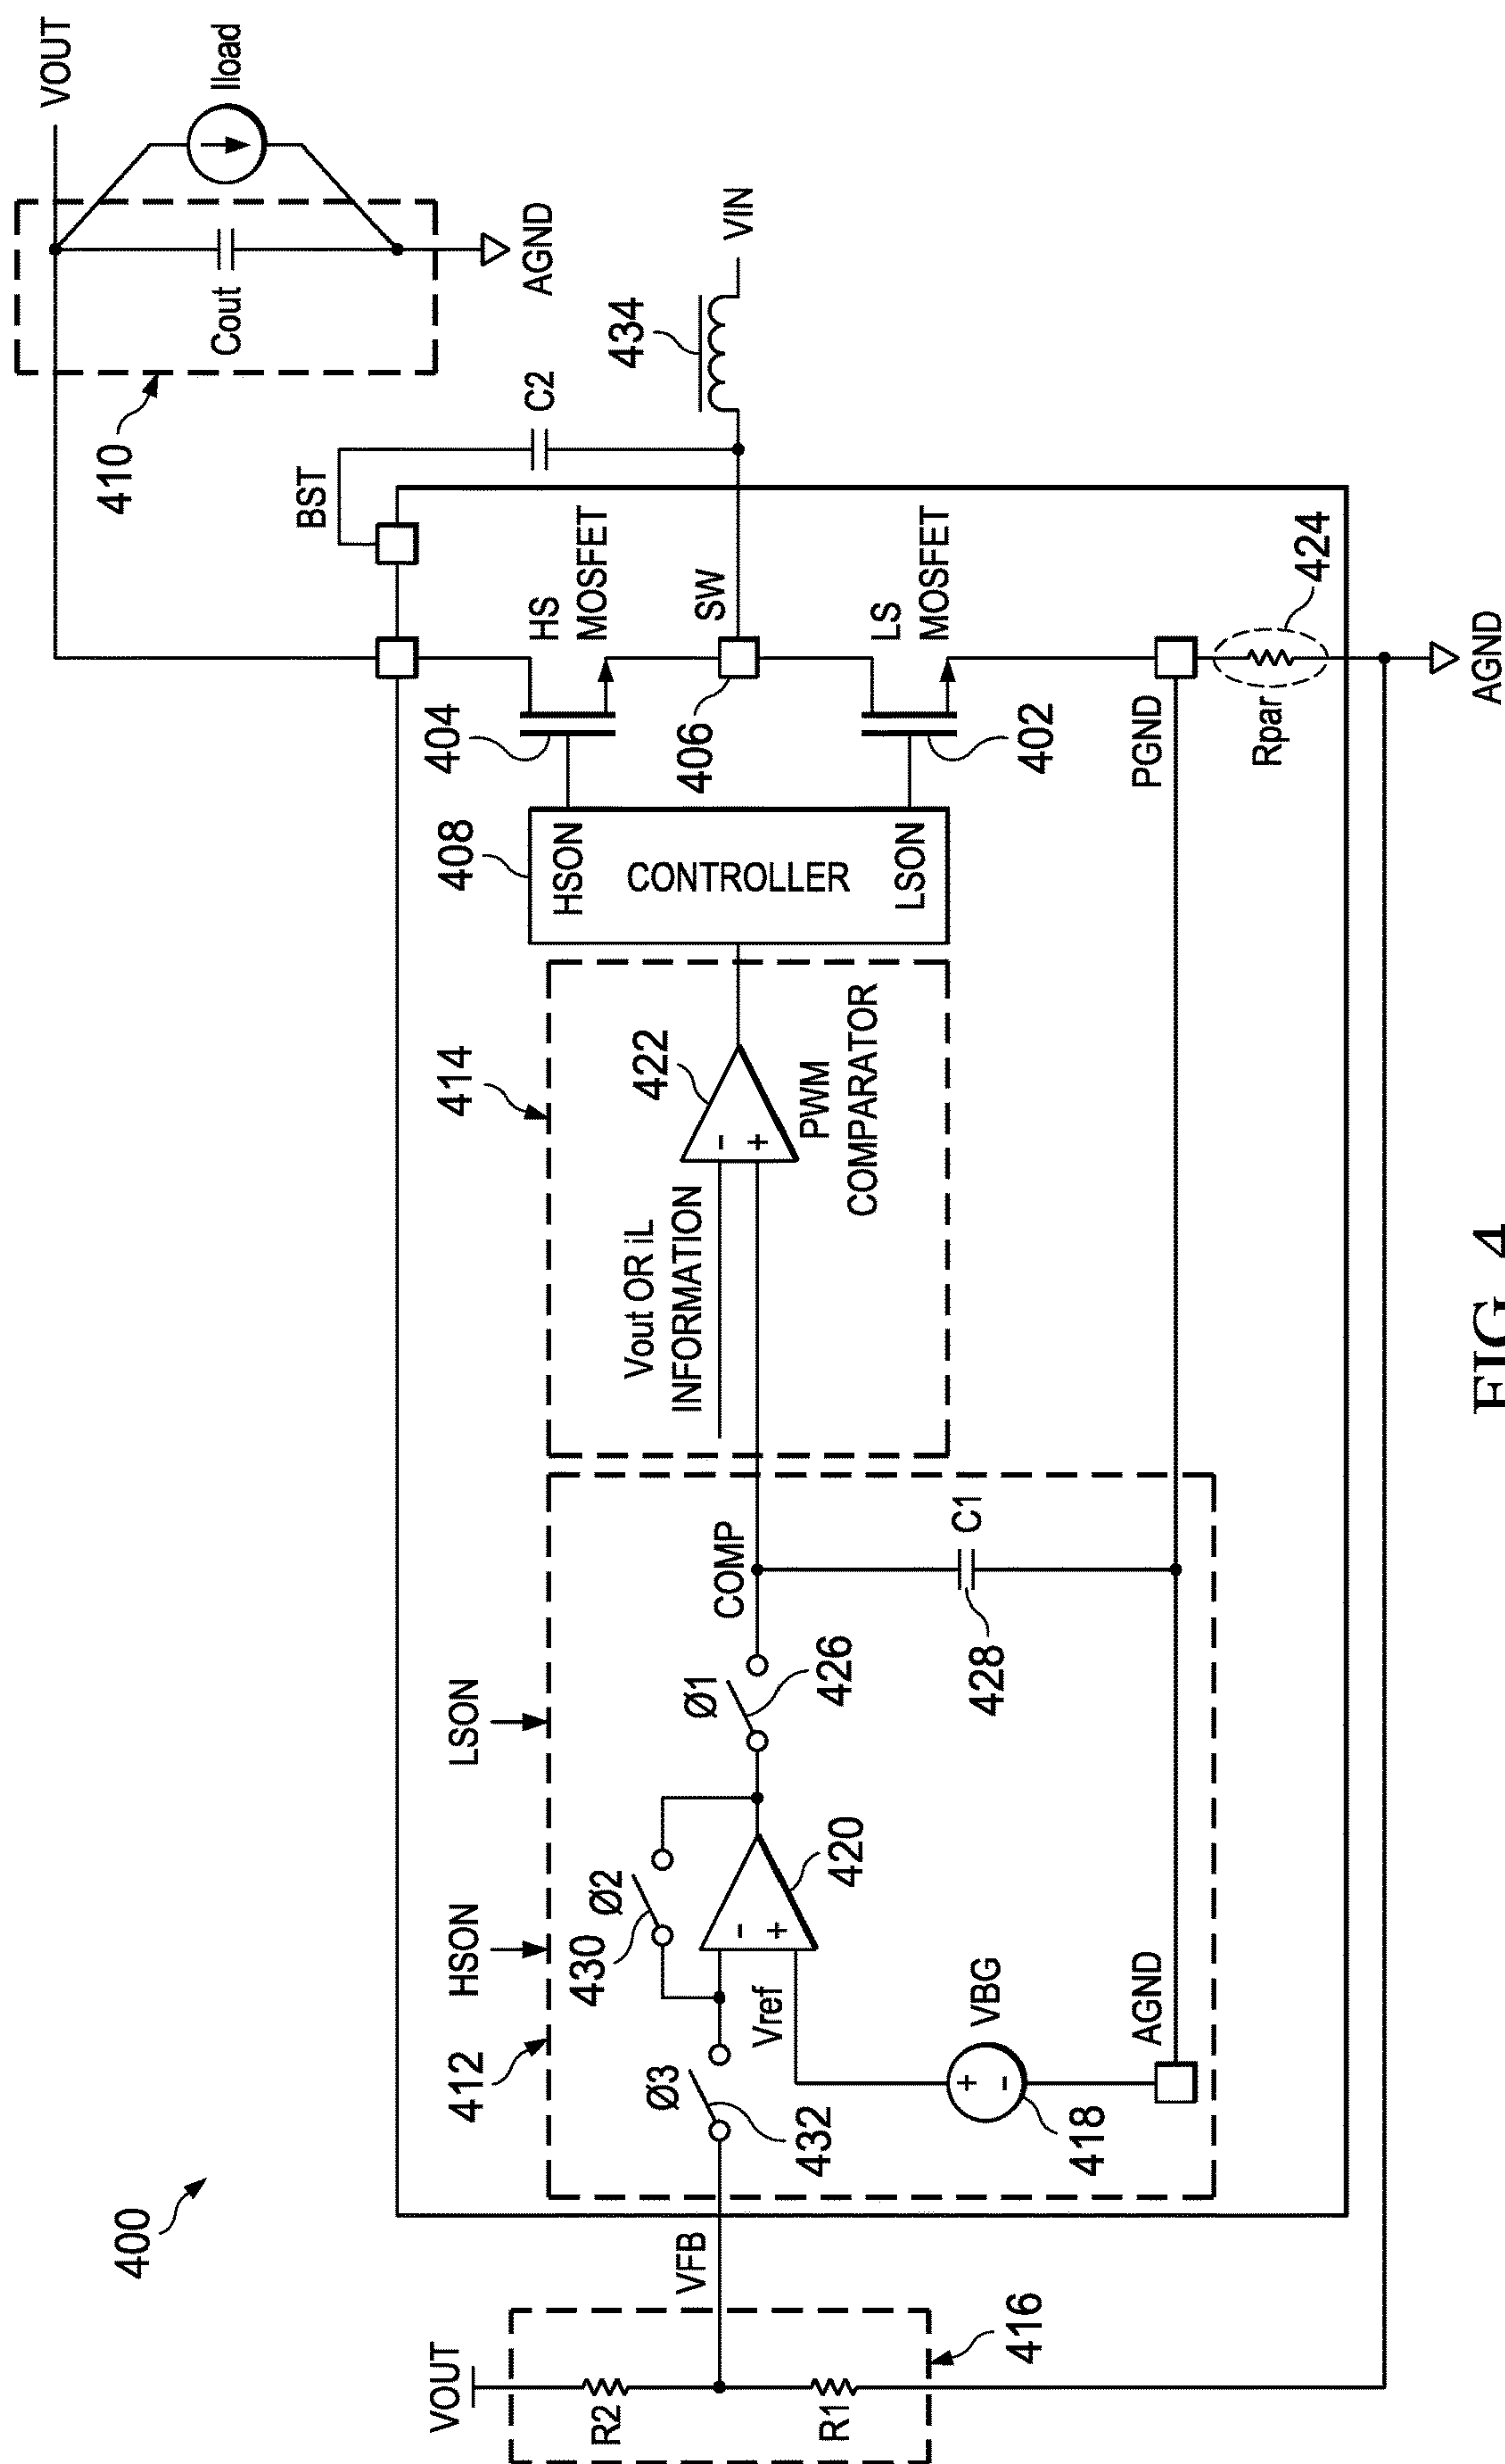 400
VOUT
R2
R1
416
VFB
412
HSON
LSON
Ø3
432
Vref
VBG
418
AGND
430
Ø2
-
+
420
+
-
Ø1
426
COMP
C1
428
414
Vout OR iL
INFORMATION
-
+
422
PWM
COMPARATOR
408
HSON
CONTROLLER
LSON
404
HS
MOSFET
406
SW
402
LS
MOSFET
PGND
Rpar
424
AGND
BST
C2
434
VIN
410
Cout
AGND
Iload
VOUT
FIG. 4